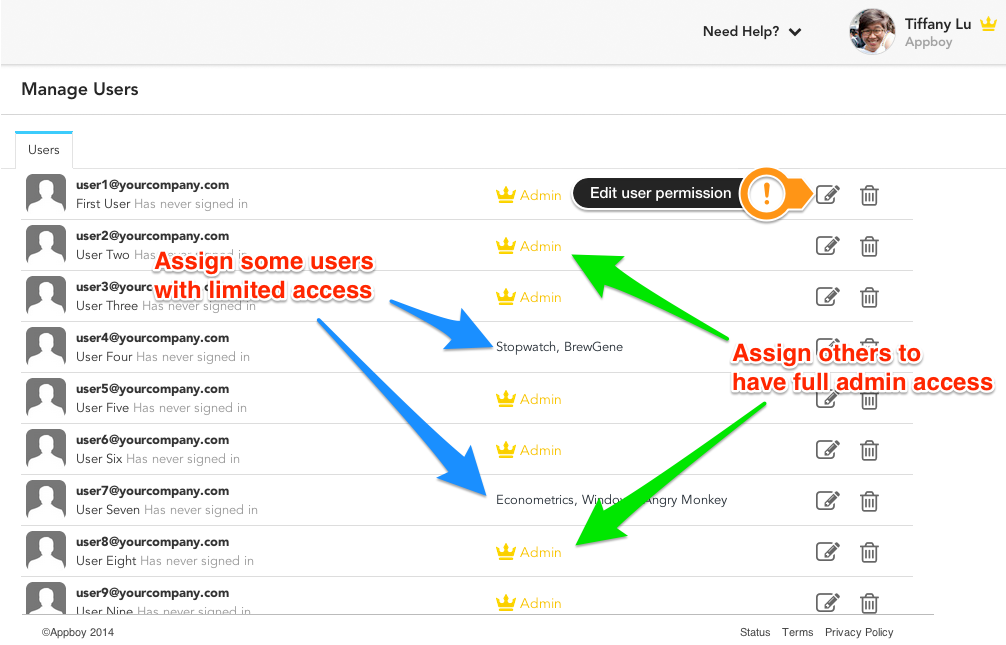 Need Help?
Tiffany Lu
Appboy
Manage Users
Users
user1@yourcompany.com
First User Has never signed in
Admin
Edit user permission
!
user2@yourcompany.com
User Two Has never signed in
Admin
Assign some users
with limited access
user3@yourcompany.com
User Three Has never signed in
Admin
user4@yourcompany.com
User Four Has never signed in
Stopwatch, BrewGene
Assign others to
have full admin access
user5@yourcompany.com
User Five Has never signed in
Admin
user6@yourcompany.com
User Six Has never signed in
Admin
user7@yourcompany.com
User Seven Has never signed in
Econometrics, Angry Monkey
user8@yourcompany.com
User Eight Has never signed in
Admin
user9@yourcompany.com
User Nine Has never signed in
Admin
©Appboy 2014
Status Terms Privacy Policy